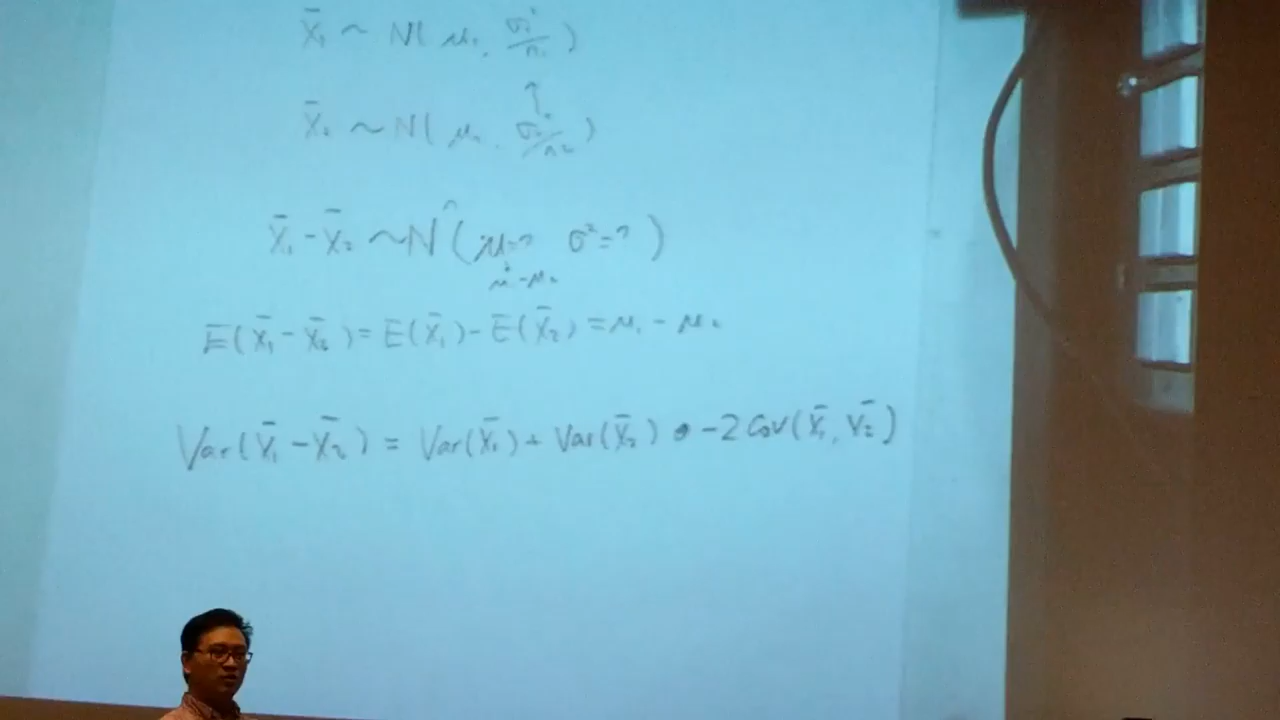 X̄₁ ~ N( μ₁, σ₁²/n₁ )
↑
X̄₂ ~ N( μ₂, σ₂²/n₂ )
X̄₁ - X̄₂ ~ N ( μ=? σ²=? )
μ₁ - μ₂
E( X̄₁ - X̄₂ ) = E( X̄₁ ) - E( X̄₂ ) = μ₁ - μ₂
Var( X̄₁ - X̄₂ ) = Var( X̄₁ ) + Var( X̄₂ ) - 2 Cov( X̄₁, X̄₂ )